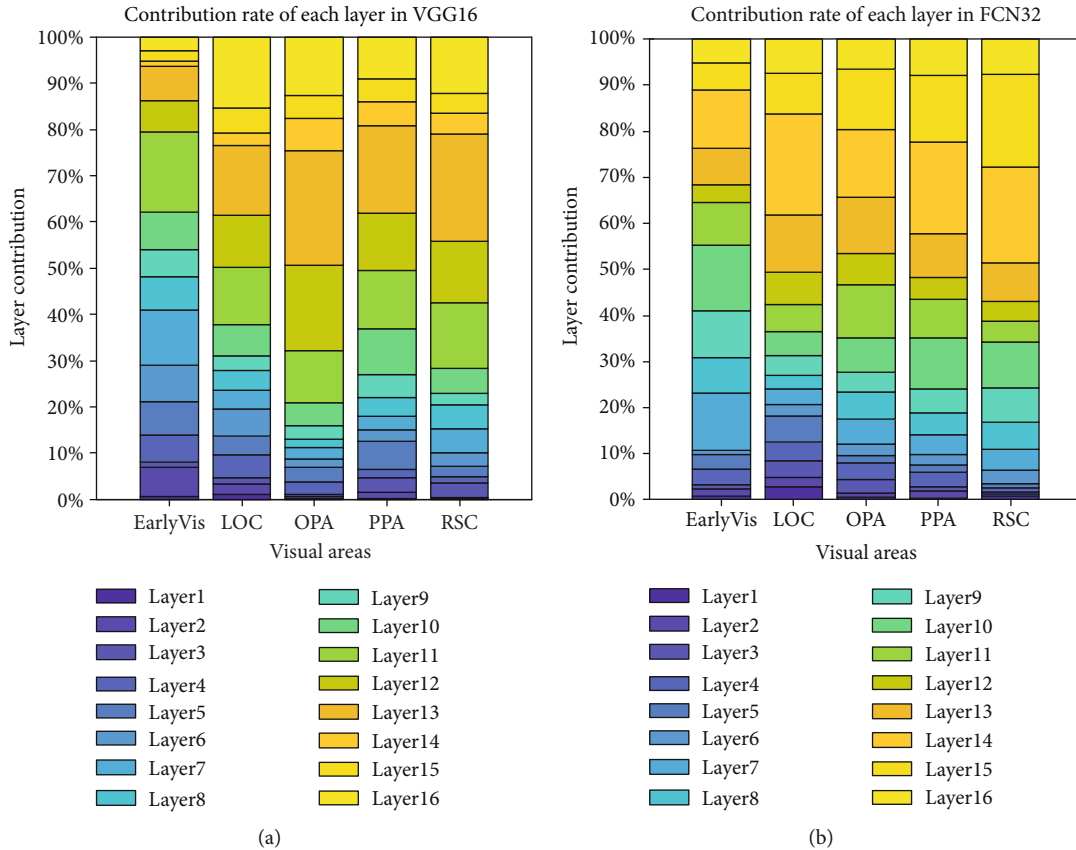 Contribution rate of each layer in VGG16
100%
90%
80%
70%
60%
50%
40%
30%
20%
10%
0%
Layer contribution
EarlyVis LOC OPA PPA RSC
Visual areas
Layer1
Layer2
Layer3
Layer4
Layer5
Layer6
Layer7
Layer8
Layer9
Layer10
Layer11
Layer12
Layer13
Layer14
Layer15
Layer16
(a)
Contribution rate of each layer in FCN32
100%
90%
80%
70%
60%
50%
40%
30%
20%
10%
0%
Layer contribution
EarlyVis LOC OPA PPA RSC
Visual areas
Layer1
Layer2
Layer3
Layer4
Layer5
Layer6
Layer7
Layer8
Layer9
Layer10
Layer11
Layer12
Layer13
Layer14
Layer15
Layer16
(b)